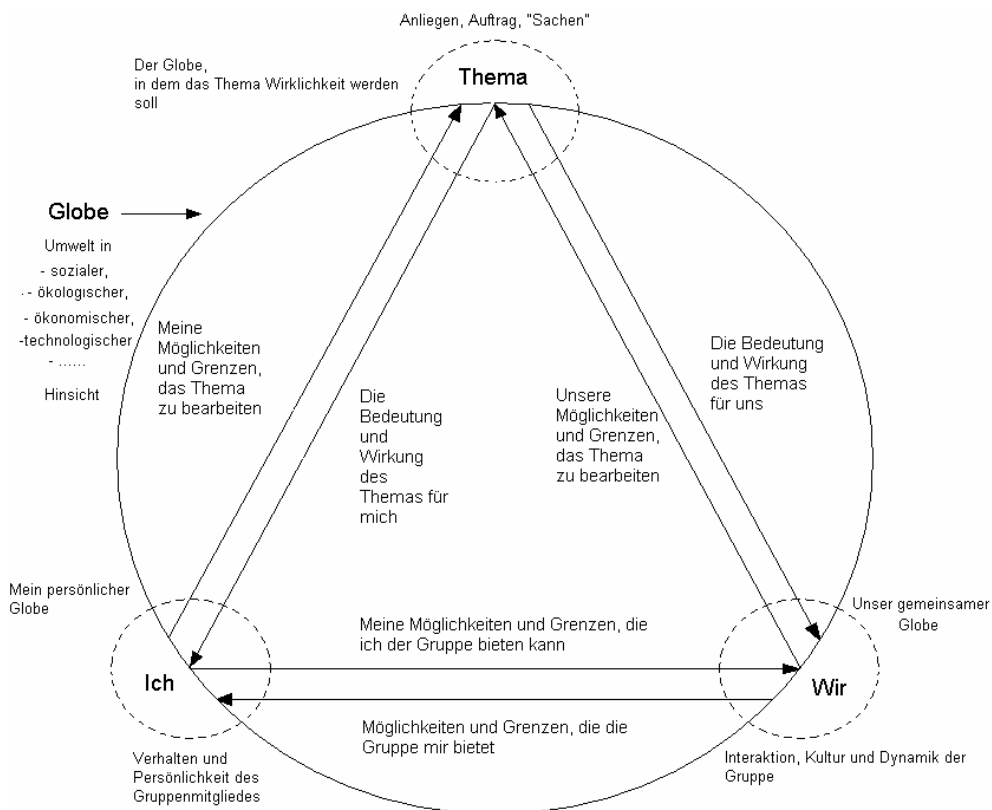 Anliegen, Auftrag, "Sachen"
Der Globe,
in dem das Thema Wirklichkeit werden
soll
Thema
Globe
Umwelt in
- sozialer,
.- ökologischer,
- ökonomischer,
-technologischer
- ......
Hinsicht
Meine
Möglichkeiten
und Grenzen,
das Thema
zu bearbeiten
Die
Bedeutung
und
Wirkung
des
Themas für
mich
Unsere
Möglichkeiten
und Grenzen,
das Thema
zu bearbeiten
Die Bedeutung
und Wirkung
des Themas
für uns
Mein persönlicher
Globe
Unser gemeinsamer
Globe
Meine Möglichkeiten und Grenzen, die
ich der Gruppe bieten kann
Ich
Wir
Möglichkeiten und Grenzen, die die
Gruppe mir bietet
Verhalten und
Persönlichkeit des
Gruppenmitgliedes
Interaktion, Kultur und Dynamik der
Gruppe